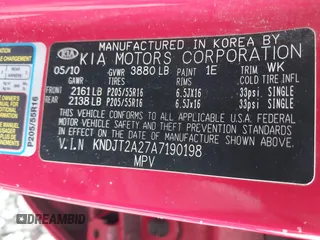 MANUFACTURED IN KOREA BY
KIA KIA MOTORS CORPORATION
05/10 GVWR 3880 LB PAINT 1E TRIM WK
GAWR TIRES RIMS COLD TIRE INFL
FRONT 2161 LB P205/55R16 6.5Jx16 33psi SINGLE
REAR 2138 LB P205/55R16 6.5Jx16 33psi SINGLE
THIS VEHICLE CONFORMS TO ALL APPLICABLE
FEDERAL MOTOR VEHICLE SAFETY AND THEFT
PREVENTION STANDARDS IN EFFECT ON THE DATE
OF MANUFACTURE SHOWN ABOVE.
V.I.N KNDJT2A27A7190198
MPV
P205/55R16
DREAMBID